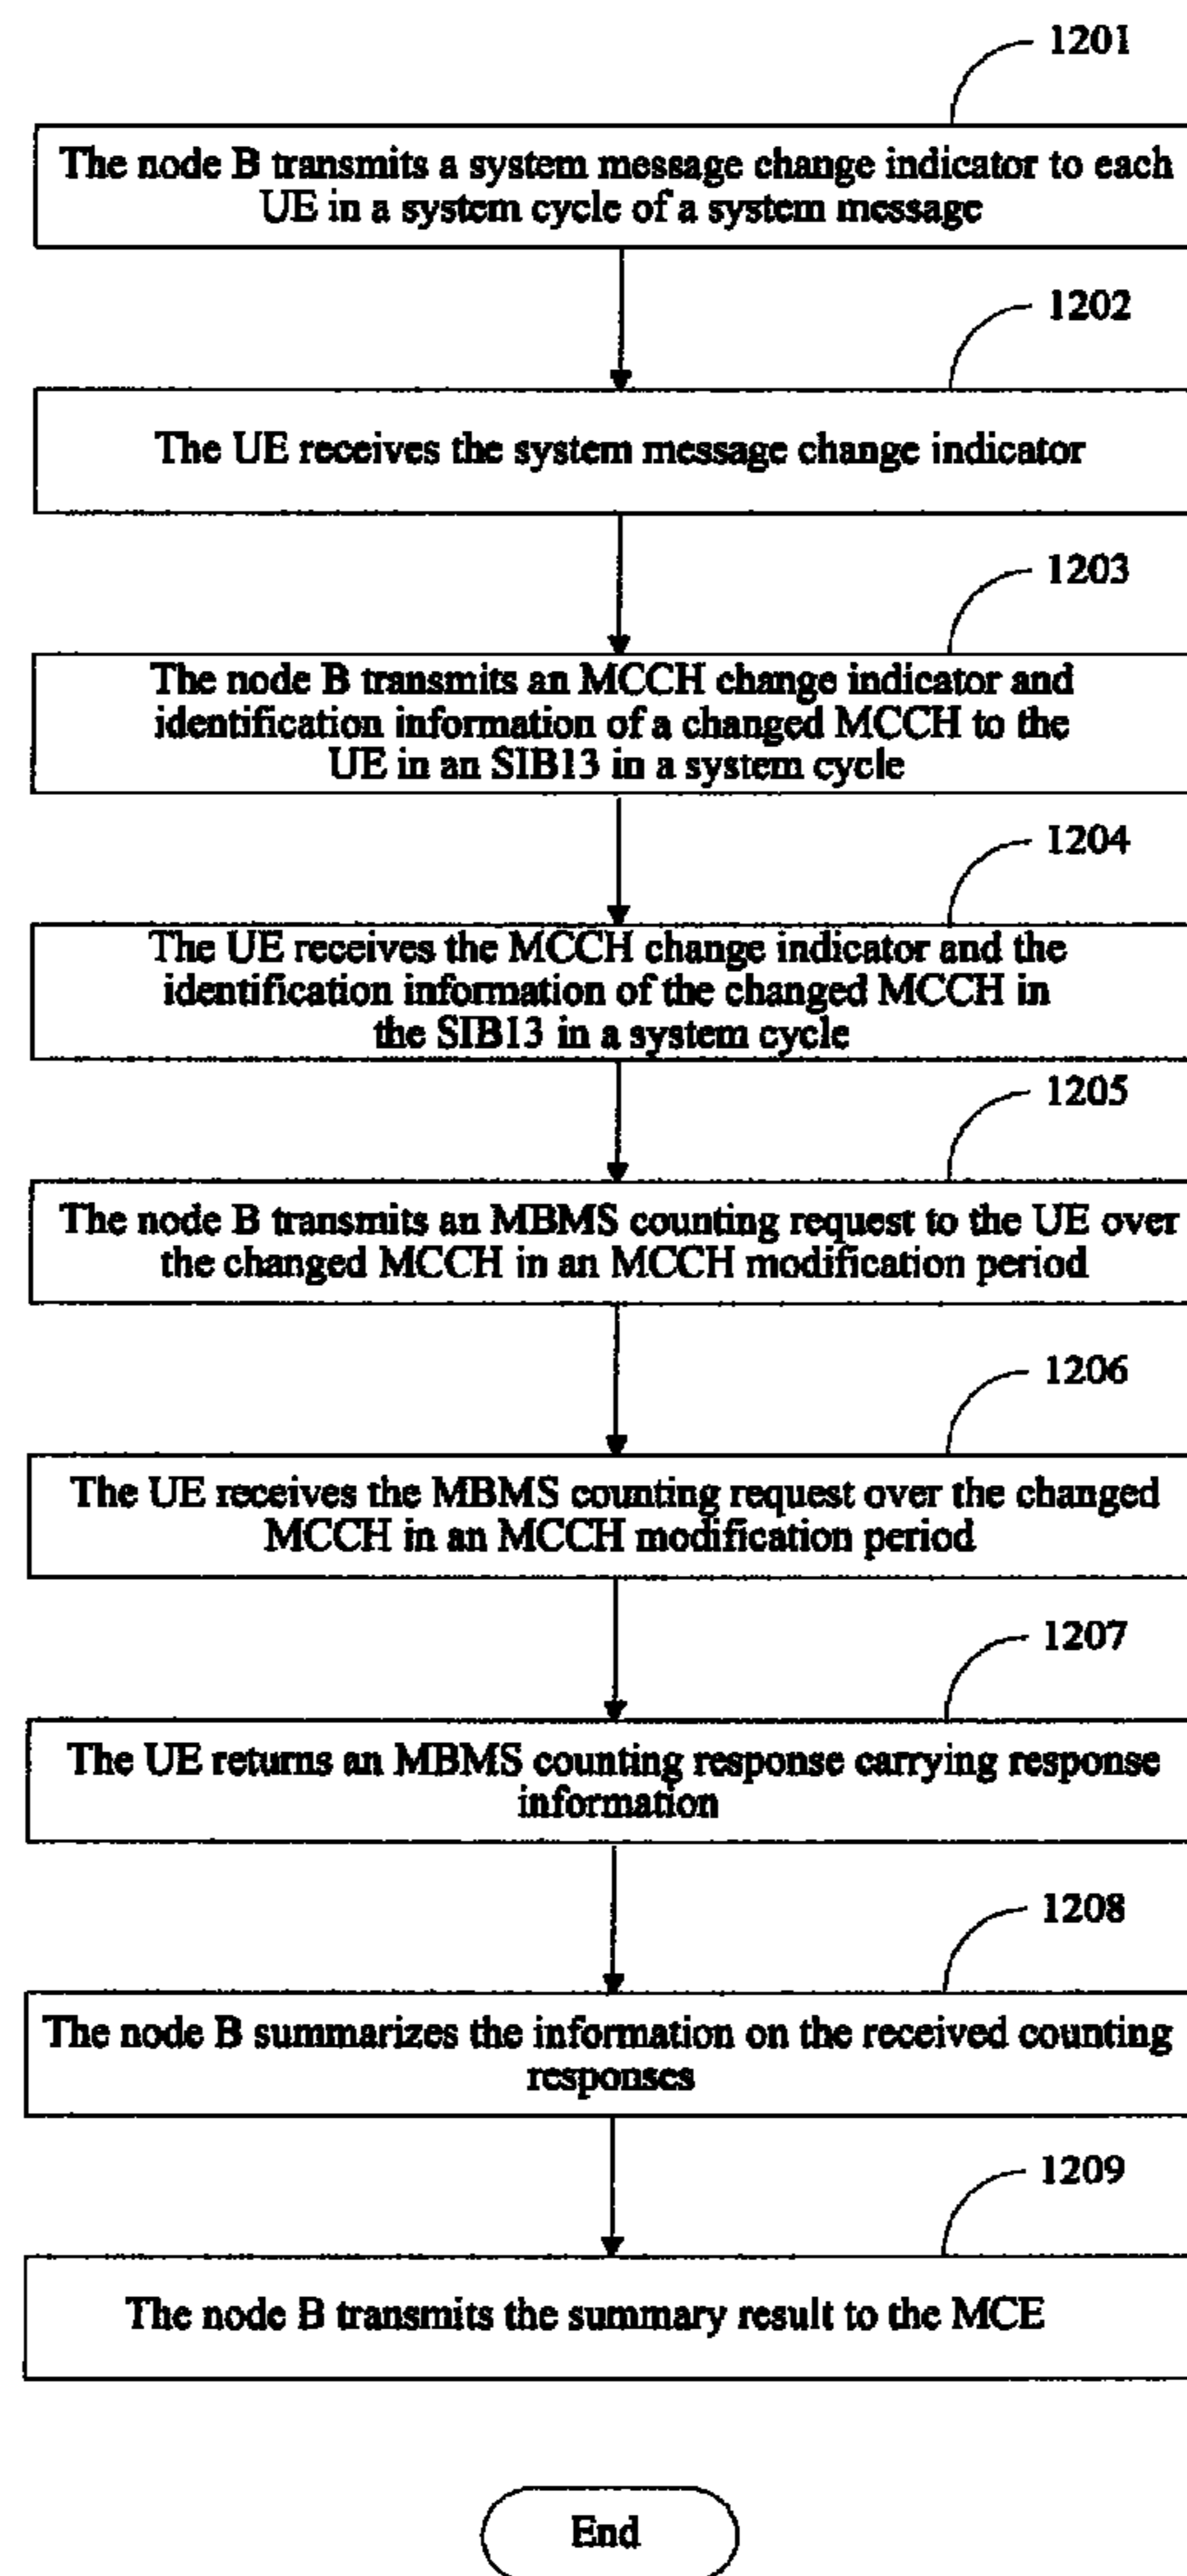 1201
The node B transmits a system message change indicator to each
UE in a system cycle of a system message
1202
The UE receives the system message change indicator
1203
The node B transmits an MCCH change indicator and
identification information of a changed MCCH to the
UE in an SIB13 in a system cycle
1204
The UE receives the MCCH change indicator and the
identification information of the changed MCCH in
the SIB13 in a system cycle
1205
The node B transmits an MBMS counting request to the UE over
the changed MCCH in an MCCH modification period
1206
The UE receives the MBMS counting request over the changed
MCCH in an MCCH modification period
1207
The UE returns an MBMS counting response carrying response
information
1208
The node B summarizes the information on the received counting
responses
1209
The node B transmits the summary result to the MCE
End